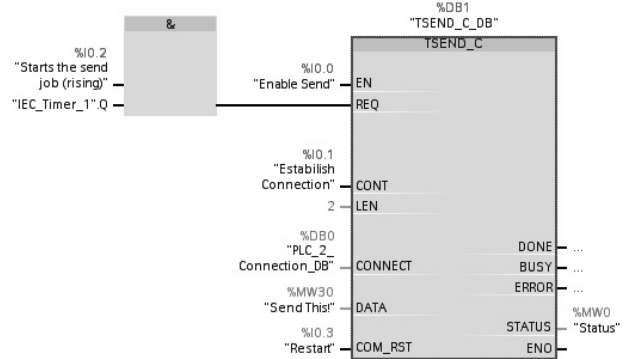 %DB1
"TSEND_C_DB"
&
TSEND_C
%I0.2
"Starts the send
job (rising)"
"IEC_Timer_1".Q
%I0.0
"Enable Send"
EN
REQ
%I0.1
"Estabilish
Connection"
CONT
2
LEN
%DB0
"PLC_2_
Connection_DB"
CONNECT
%MW30
"Send This!"
DATA
%I0.3
"Restart"
COM_RST
DONE
...
BUSY
...
ERROR
...
%MW0
STATUS
"Status"
ENO